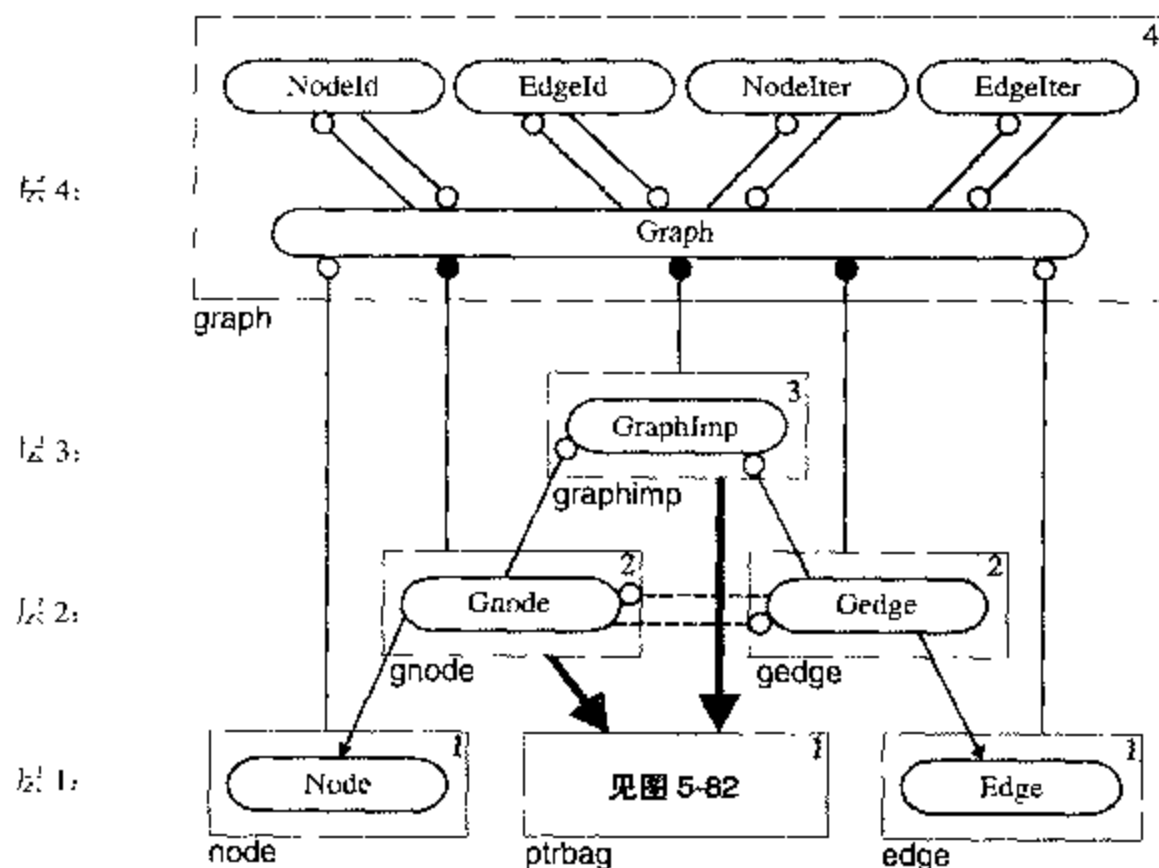 4
NodeId
EdgeId
NodeIter
EdgeIter
层 4:
Graph
graph
3
GraphImp
层 3:
graphimp
2
2
Gnode
Gedge
层 2:
gnode
gedge
1
1
1
层 1:
Node
见图 5-82
Edge
node
ptrbag
edge